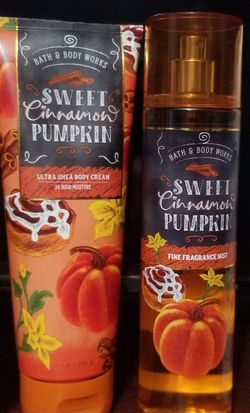 BATH & BODY WORKS
SWEET
Cinnamon
PUMPKIN
ULTRA SHEA BODY CREAM
24 HOUR MOISTURE
BATH & BODY WORKS
SWEET
Cinnamon
PUMPKIN
FINE FRAGRANCE MIST